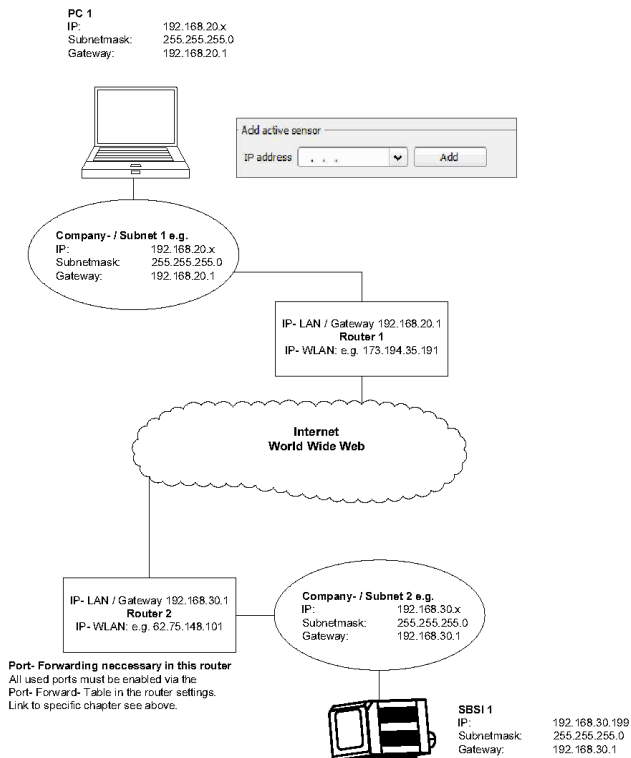 PC 1
IP: 192.168.20.x
Subnetmask: 255.255.255.0
Gateway: 192.168.20.1
Add active sensor
IP address . . . Add
Company- / Subnet 1 e.g.
IP: 192.168.20.x
Subnetmask: 255.255.255.0
Gateway: 192.168.20.1
IP- LAN / Gateway 192.168.20.1
Router 1
IP- WLAN: e.g. 173.194.35.191
Internet
World Wide Web
IP- LAN / Gateway 192.168.30.1
Router 2
IP- WLAN: e.g. 62.75.148.101
Company- / Subnet 2 e.g.
IP: 192.168.30.x
Subnetmask: 255.255.255.0
Gateway: 192.168.30.1
Port- Forwarding neccessary in this router
All used ports must be enabled via the
Port- Forward- Table in the router settings.
Link to specific chapter see above.
SBSI 1
IP: 192.168.30.199
Subnetmask: 255.255.255.0
Gateway: 192.168.30.1